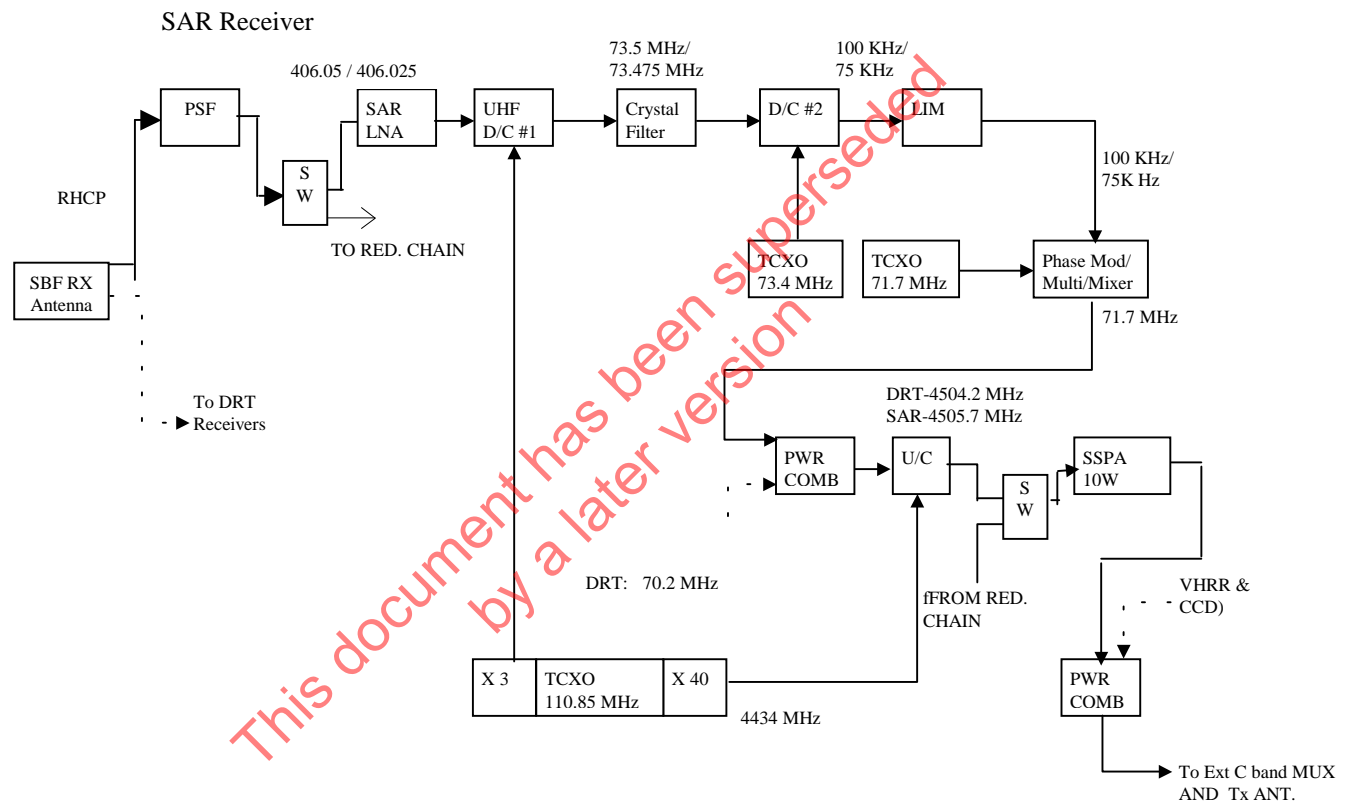 SAR Receiver
406.05 / 406.025
73.5 MHz/
73.475 MHz
100 KHz/
75 KHz
PSF
SAR
LNA
UHF
D/C #1
Crystal
Filter
D/C #2
LIM
S
W
RHCP
TO RED. CHAIN
100 KHz/
75K Hz
SBF RX
Antenna
TCXO
73.4 MHz
TCXO
71.7 MHz
Phase Mod/
Multi/Mixer
71.7 MHz
To DRT
Receivers
DRT-4504.2 MHz
SAR-4505.7 MHz
PWR
COMB
U/C
S
W
SSPA
10W
DRT: 70.2 MHz
fFROM RED.
CHAIN
VHRR &
CCD)
X 3
TCXO
110.85 MHz
X 40
4434 MHz
PWR
COMB
To Ext C band MUX
AND Tx ANT.
This document has been superseded
by a later version